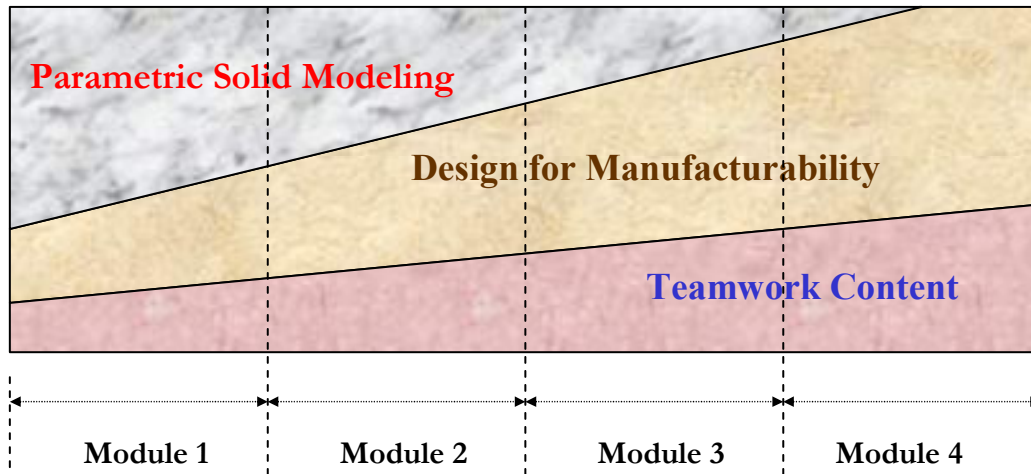 Parametric Solid Modeling
Design for Manufacturability
Teamwork Content
Module 1
Module 2
Module 3
Module 4